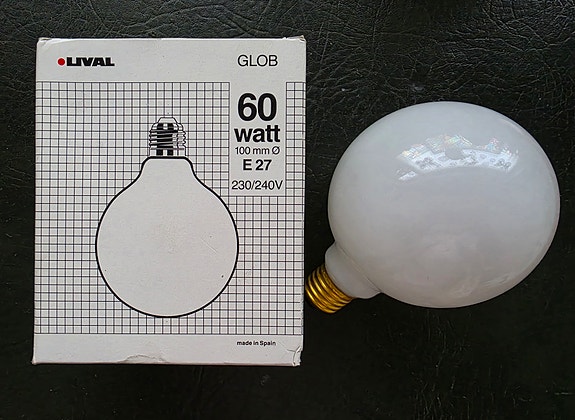 LIVAL
GLOB
60
watt
100 mm Ø
E 27
230/240V
made in Spain